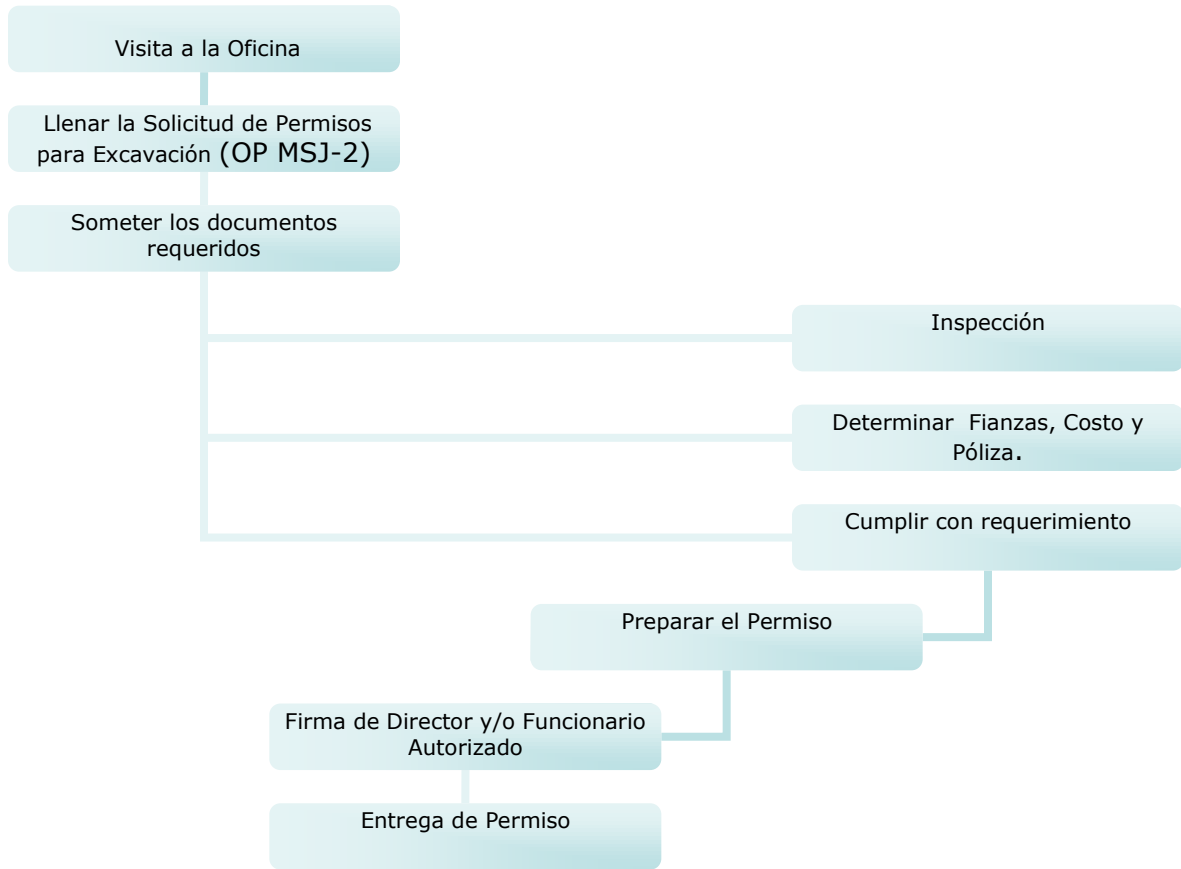 Visita a la Oficina
Llenar la Solicitud de Permisos
para Excavación (OP MSJ-2)
Someter los documentos
requeridos
Inspección
Determinar Fianzas, Costo y
Póliza.
Cumplir con requerimiento
Preparar el Permiso
Firma de Director y/o Funcionario
Autorizado
Entrega de Permiso